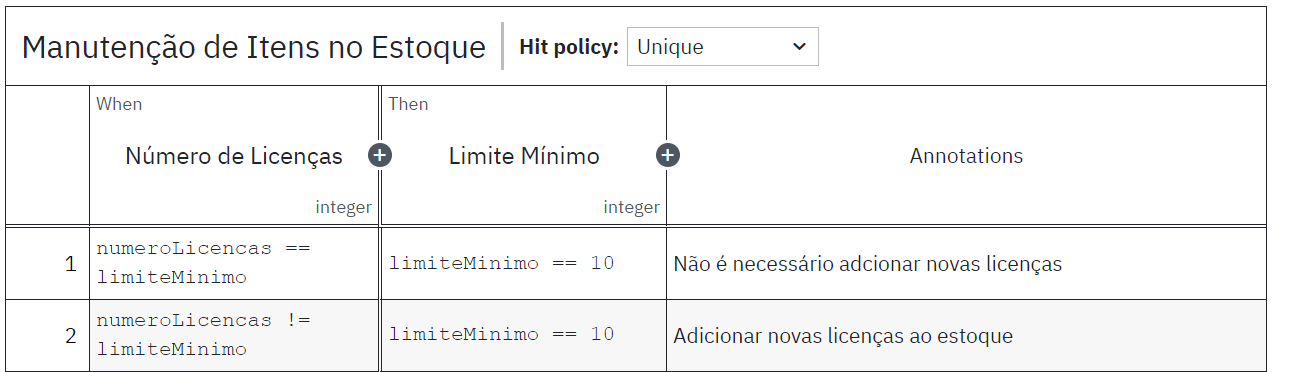 Manutenção de Itens no Estoque Hit policy: Unique
When Then
Número de Licenças + Limite Mínimo + Annotations
integer integer
1 numeroLicencas ==
limiteMinimo limiteMinimo == 10 Não é necessário adcionar novas licenças
2 numeroLicencas !=
limiteMinimo limiteMinimo == 10 Adicionar novas licenças ao estoque